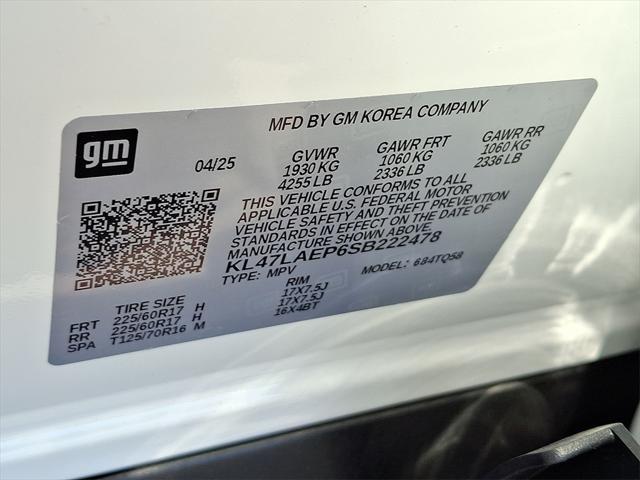 MFD BY GM KOREA COMPANY
gm
04/25
GVWR GAWR FRT GAWR RR
1930 KG 1060 KG 1060 KG
4255 LB 2336 LB 2336 LB
THIS VEHICLE CONFORMS TO ALL
APPLICABLE U.S. FEDERAL MOTOR
VEHICLE SAFETY AND THEFT PREVENTION
STANDARDS IN EFFECT ON THE DATE OF
MANUFACTURE SHOWN ABOVE.
KL47LAEP6SB222478
TYPE: MPV MODEL: 684TQ58
TIRE SIZE RIM
FRT 225/60R17 H 17X7.5J
RR 225/60R17 H 17X7.5J
SPA T125/70R16 M 16X4BT